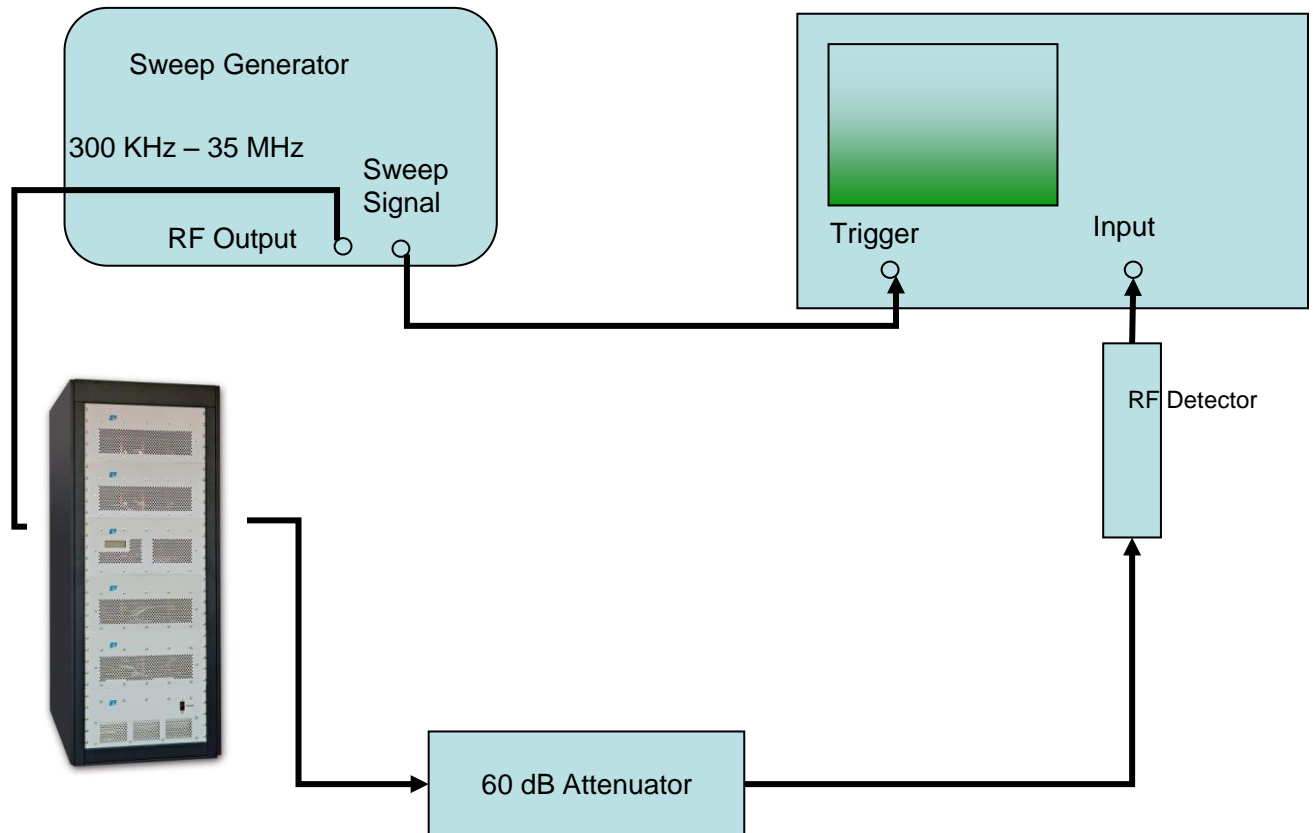 Sweep Generator
300 KHz – 35 MHz
Sweep
Signal
RF Output
Trigger
Input
RF Detector
60 dB Attenuator